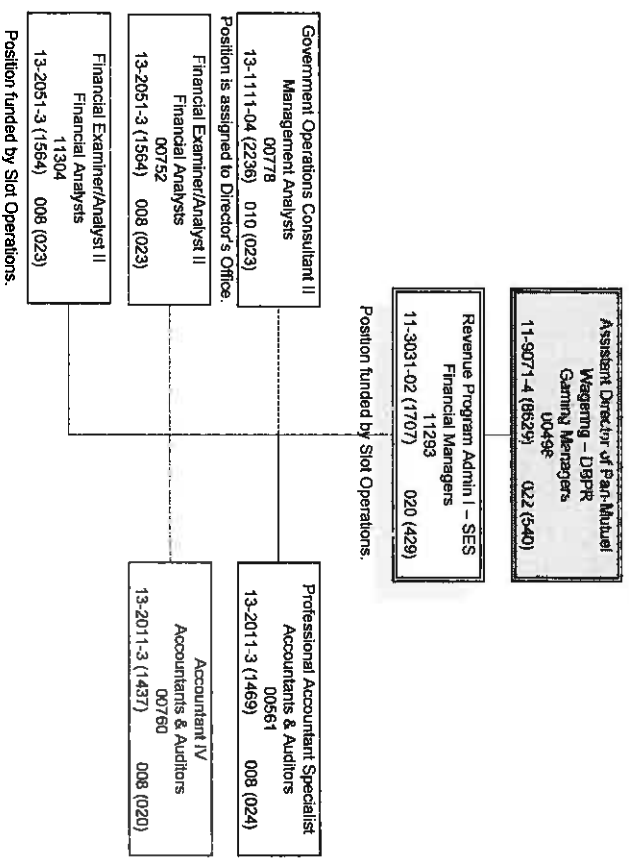 Assistant Director of Pari-Mutuel
Wagering – DBPR
Gaming Managers
00498
11-9071-4 (8629) 022 (540)
Revenue Program Admin I – SES
Financial Managers
11293
11-3031-02 (1707) 020 (429)
Position funded by Slot Operations.
Government Operations Consultant II
Management Analysts
00778
13-1111-04 (2236) 010 (023)
Position is assigned to Director's Office.
Professional Accountant Specialist
Accountants & Auditors
00561
13-2011-3 (1469) 008 (024)
Financial Examiner/Analyst II
Financial Analysts
00752
13-2051-3 (1564) 008 (023)
Accountant IV
Accountants & Auditors
00760
13-2011-3 (1437) 008 (020)
Financial Examiner/Analyst II
Financial Analysts
11304
13-2051-3 (1564) 008 (023)
Position funded by Slot Operations.